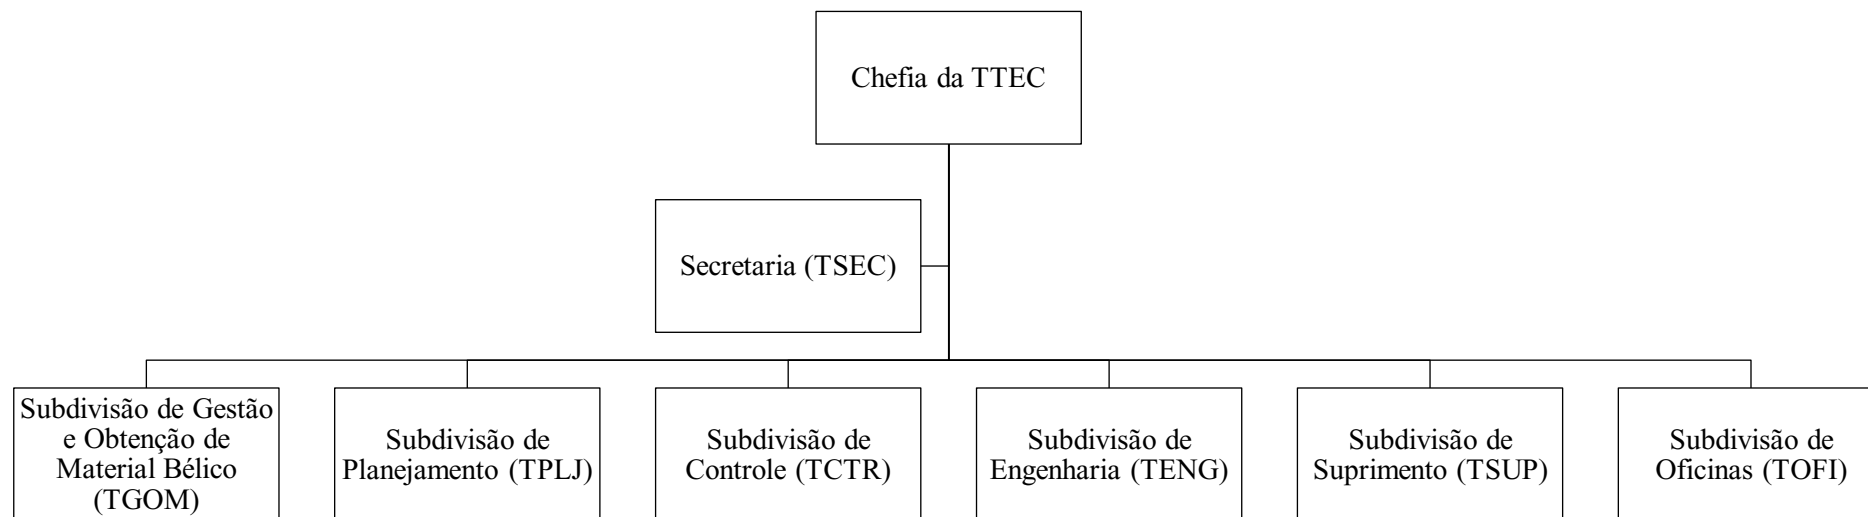 Chefia da TTEC
Secretaria (TSEC)
Subdivisão de Gestão
e Obtenção de
Material Bélico
(TGOM)
Subdivisão de
Planejamento (TPLJ)
Subdivisão de
Controle (TCTR)
Subdivisão de
Engenharia (TENG)
Subdivisão de
Suprimento (TSUP)
Subdivisão de
Oficinas (TOFI)